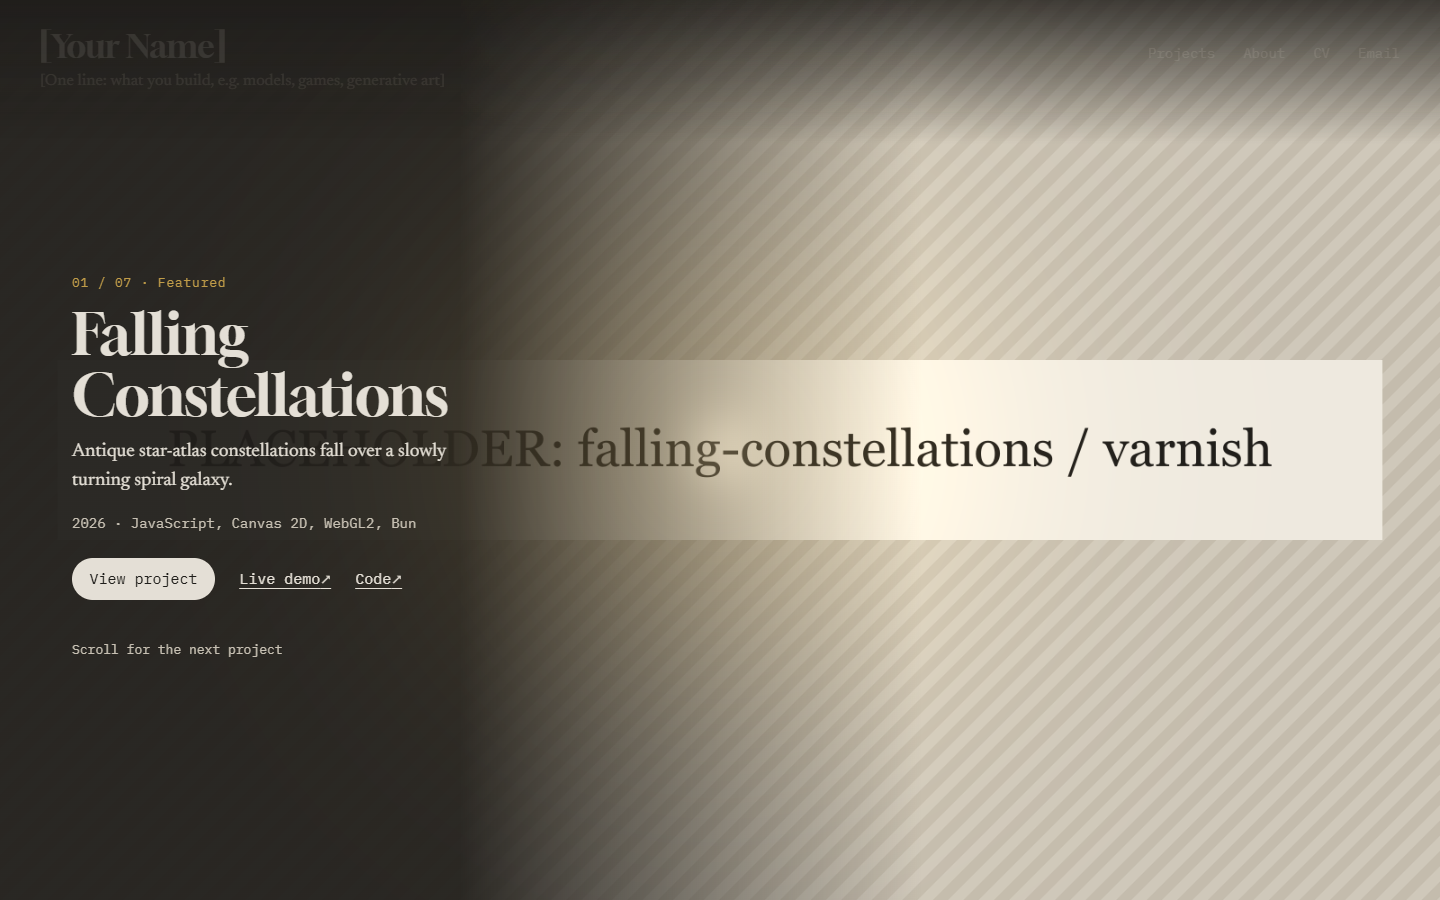 [Your Name]
[One line: what you build, e.g. models, games, generative art]
Projects About CV Email
01 / 07 · Featured
Falling
Constellations
PLACEHOLDER: falling-constellations / varnish
Antique star-atlas constellations fall over a slowly
turning spiral galaxy.
2026 · JavaScript, Canvas 2D, WebGL2, Bun
View project Live demo↗ Code↗
Scroll for the next project